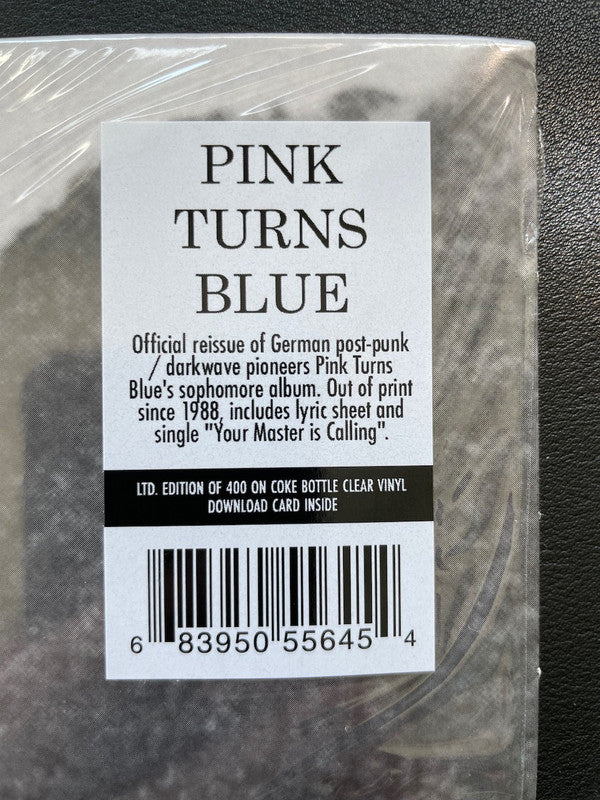 PINK
TURNS
BLUE
Official reissue of German post-punk
/ darkwave pioneers Pink Turns
Blue's sophomore album. Out of print
since 1988, includes lyric sheet and
single "Your Master is Calling".
LTD. EDITION OF 400 ON COKE BOTTLE CLEAR VINYL
DOWNLOAD CARD INSIDE
6 83950 55645 4